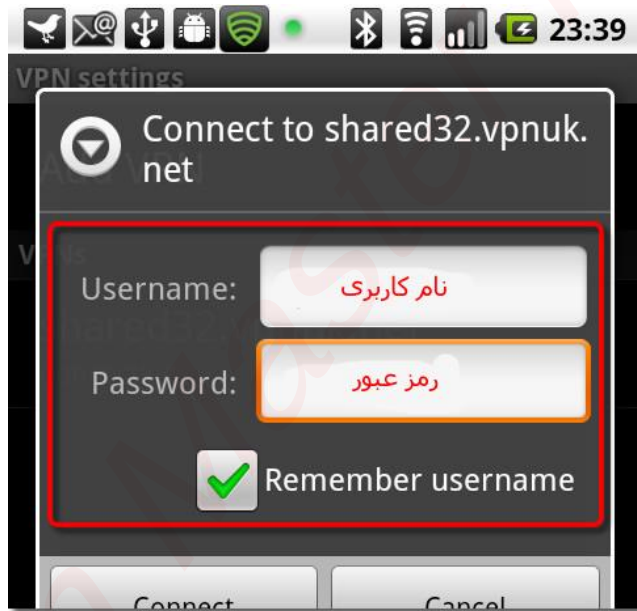 23:39
VPN settings
Connect to shared32.vpnuk.
net
VPNs
Username: نام کاربری
Password: رمز عبور
Remember username
Connect
Cancel